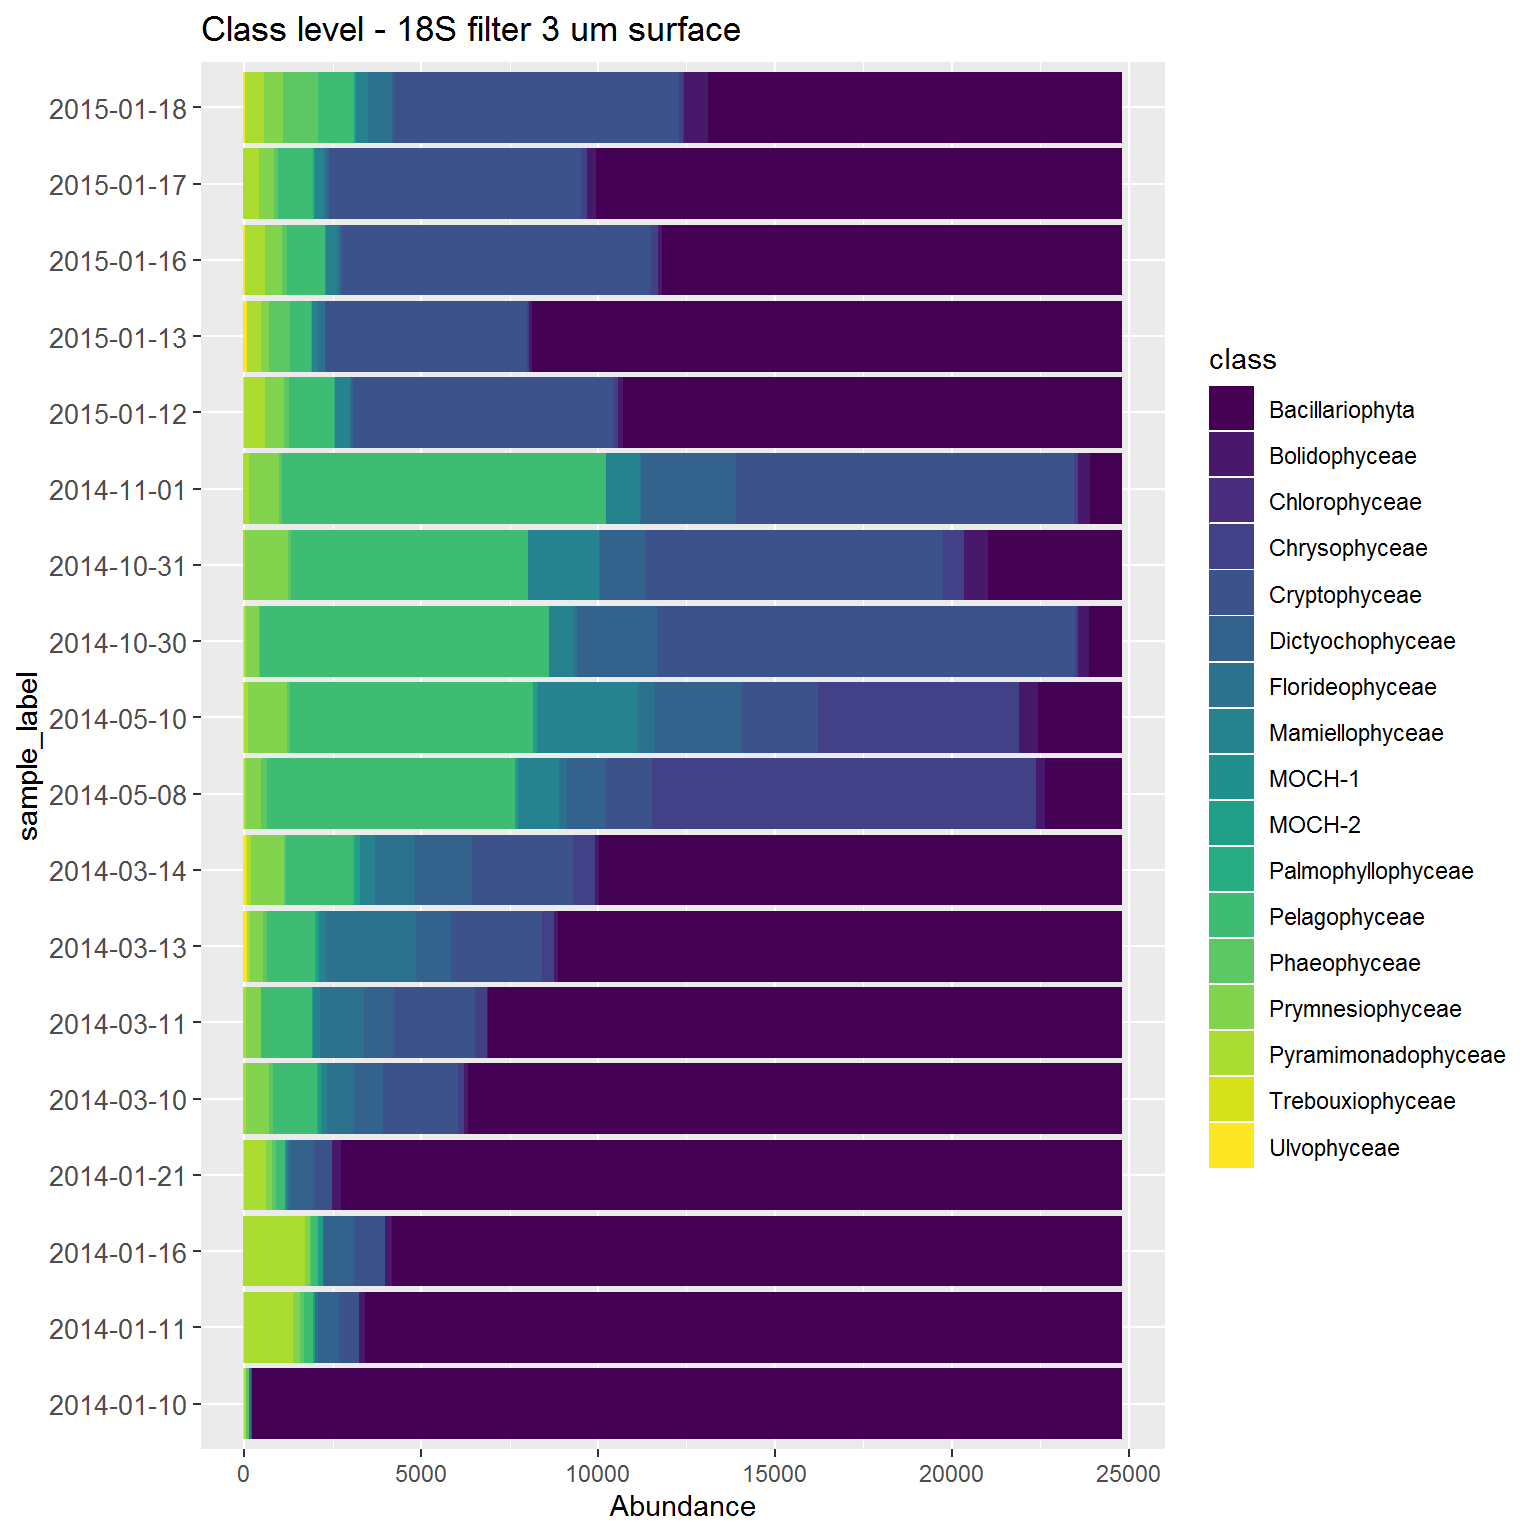 Class level - 18S filter 3 um surface
2015-01-18
2015-01-17
2015-01-16
2015-01-13
2015-01-12
2014-11-01
2014-10-31
2014-10-30
2014-05-10
2014-05-08
2014-03-14
2014-03-13
2014-03-11
2014-03-10
2014-01-21
2014-01-16
2014-01-11
2014-01-10
sample_label
0 5000 10000 15000 20000 25000
Abundance
class
Bacillariophyta
Bolidophyceae
Chlorophyceae
Chrysophyceae
Cryptophyceae
Dictyochophyceae
Florideophyceae
Mamiellophyceae
MOCH-1
MOCH-2
Palmophyllophyceae
Pelagophyceae
Phaeophyceae
Prymnesiophyceae
Pyramimonadophyceae
Trebouxiophyceae
Ulvophyceae